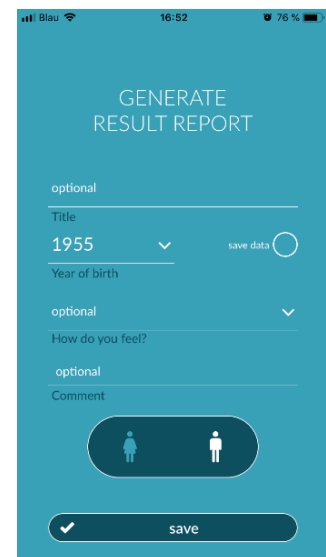 Blau 16:52 76 %
GENERATE
RESULT REPORT
optional
Title
1955 save data
Year of birth
optional
How do you feel?
optional
Comment
save